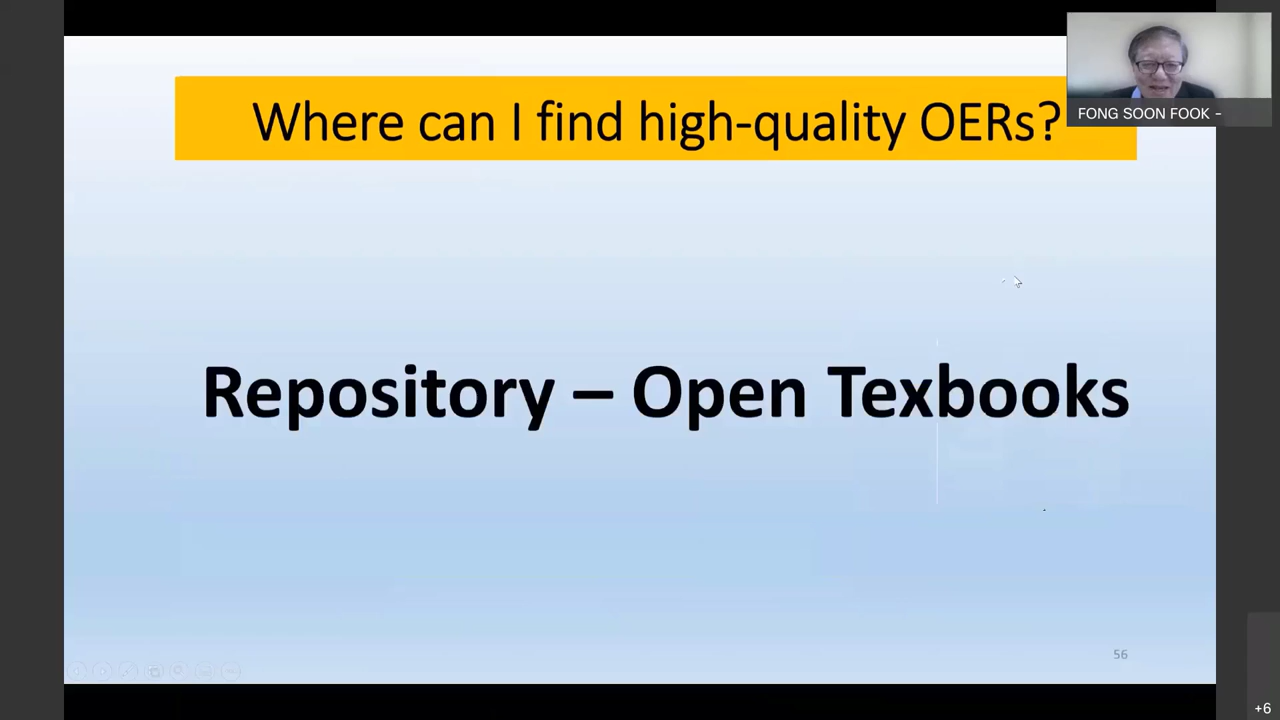 Where can I find high-quality OERs?
FONG SOON FOOK -
Repository – Open Texbooks
56
+6